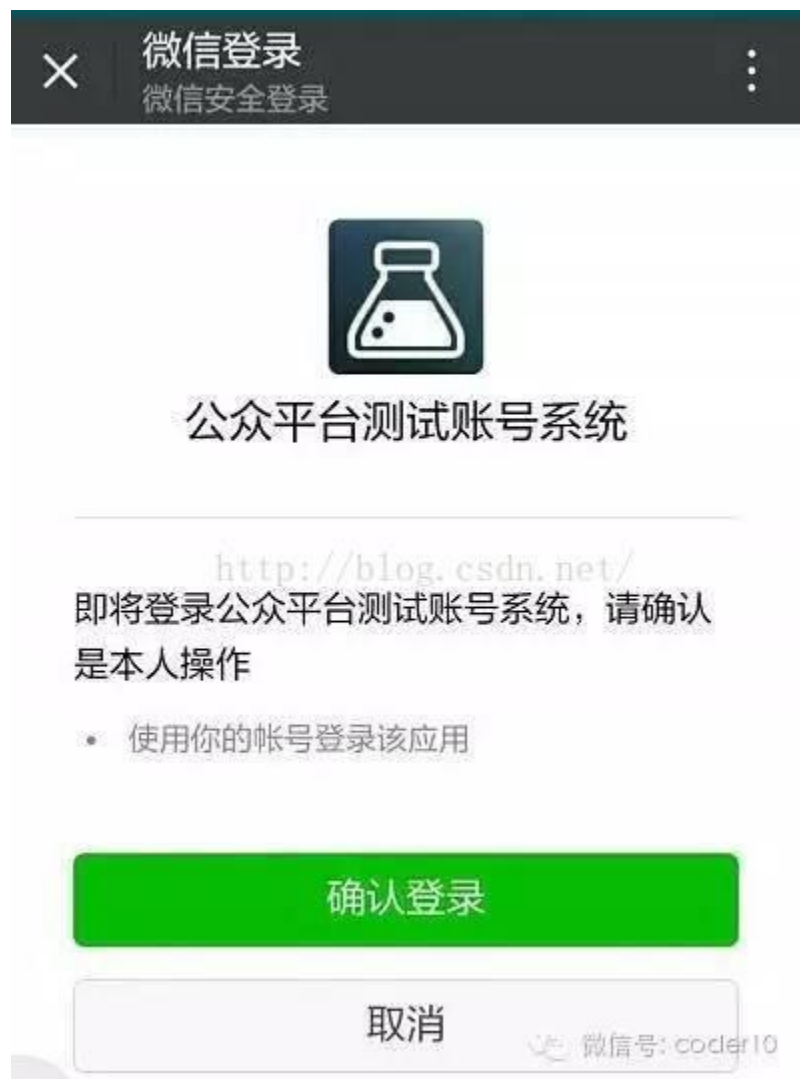 微信登录
微信安全登录
公众平台测试账号系统
http://blog.csdn.net/
即将登录公众平台测试账号系统，请确认
是本人操作
使用你的帐号登录该应用
确认登录
取消
微信号: coder10